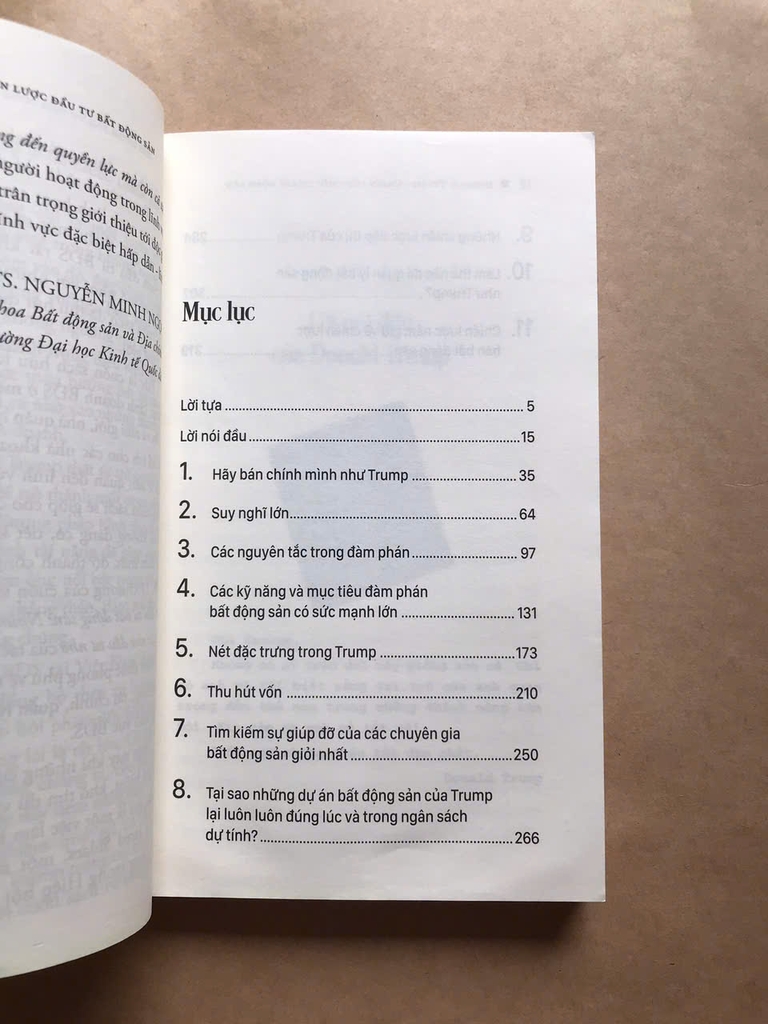 N LƯỢC ĐẦU TƯ BẤT ĐỘNG SẢN
ng đến quyền lực mà còn cả
người hoạt động trong lĩnh
trân trọng giới thiệu tới độc
ĩnh vực đặc biệt hấp dẫn -
TS. NGUYỄN MINH NG
hoa Bất động sản và Địa
ường Đại học Kinh tế Quốc
Mục lục
Lời tựa ........ 5
Lời nói đầu ........ 15
1. Hãy bán chính mình như Trump ........ 35
2. Suy nghĩ lớn ........ 64
3. Các nguyên tắc trong đàm phán ........ 97
4. Các kỹ năng và mục tiêu đàm phán
bất động sản có sức mạnh lớn ........ 131
5. Nét đặc trưng trong Trump ........ 173
6. Thu hút vốn ........ 210
7. Tìm kiếm sự giúp đỡ của các chuyên gia
bất động sản giỏi nhất ........ 250
8. Tại sao những dự án bất động sản của Trump
lại luôn luôn đúng lúc và trong ngân sách
dự tính? ........ 266